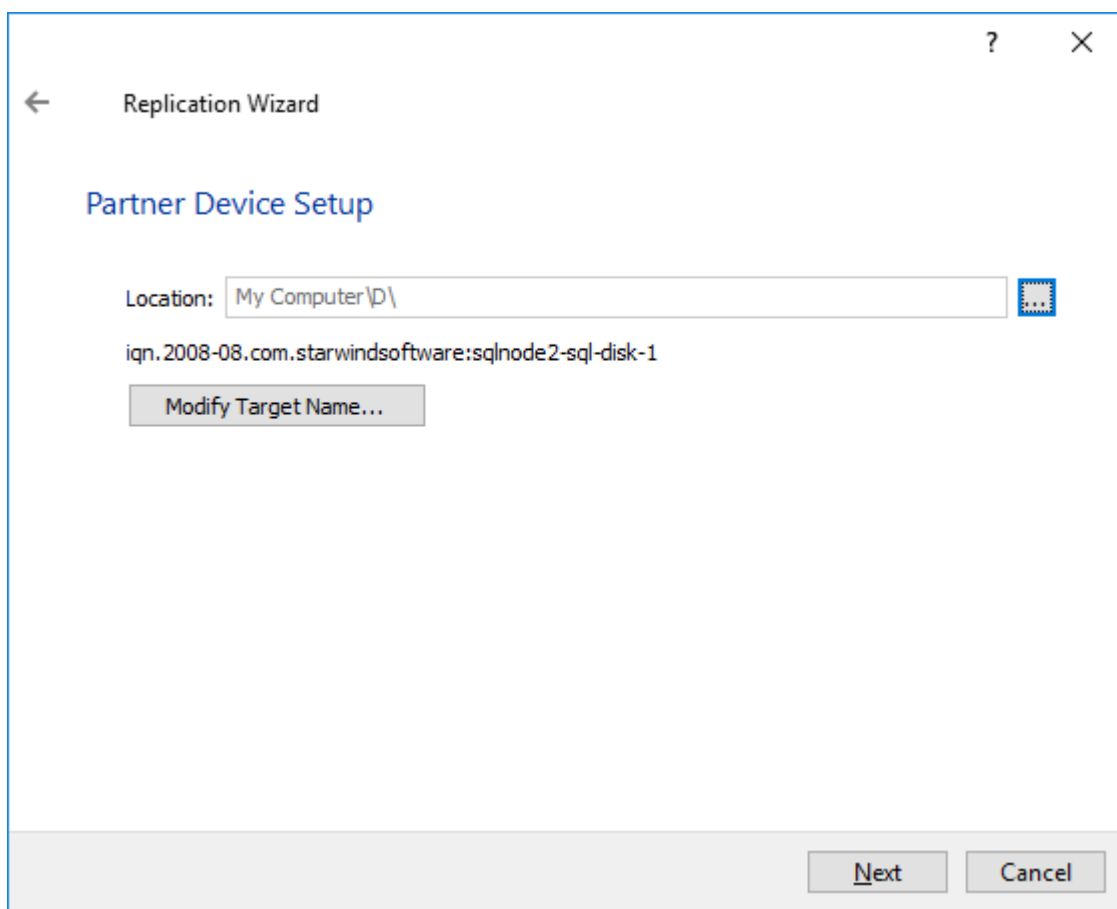 ?
Replication Wizard
Partner Device Setup
Location: My Computer\D\ ...
iqn.2008-08.com.starwindsoftware:sqlnode2-sql-disk-1
Modify Target Name...
Next Cancel